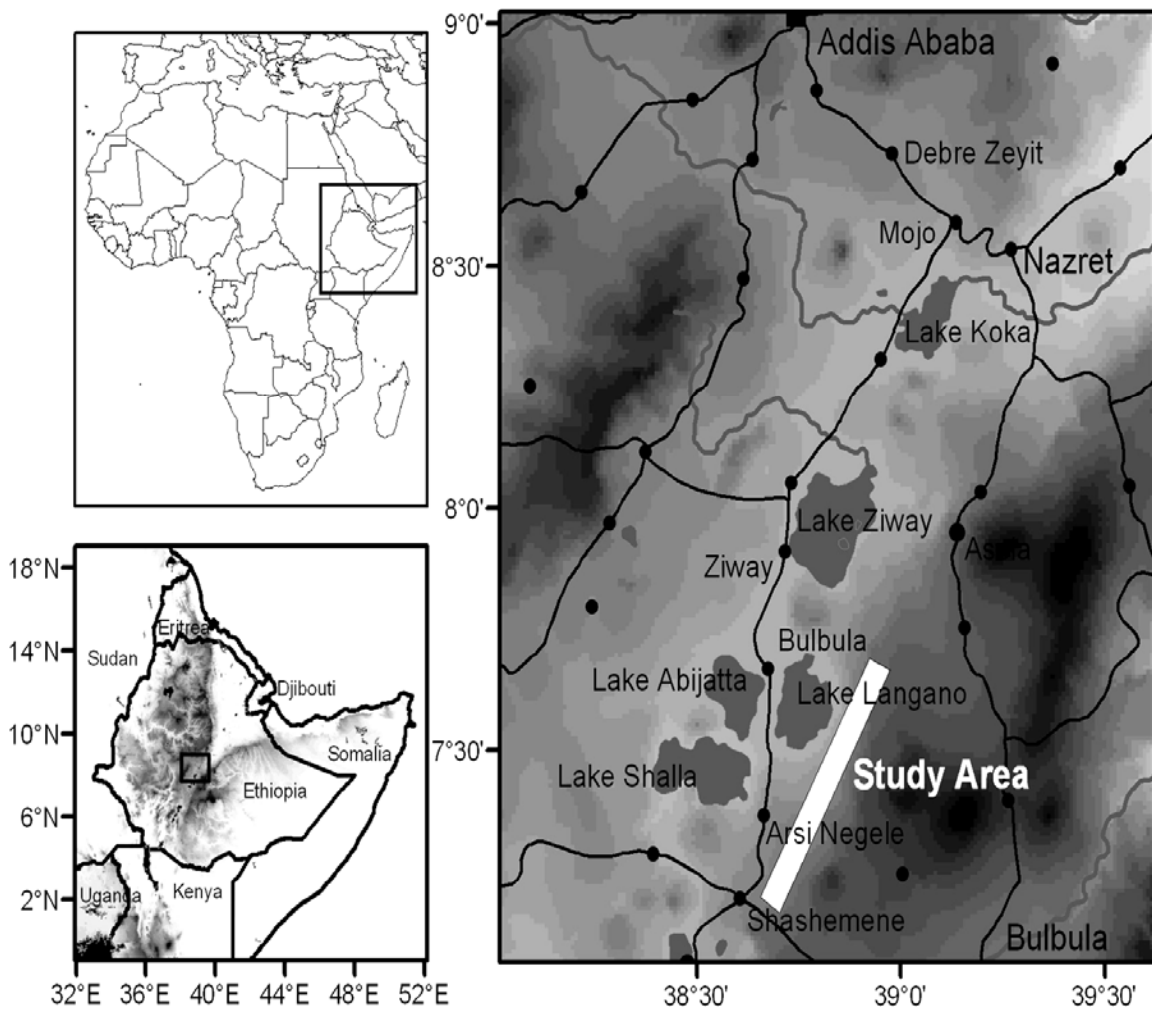 9°0'
Addis Ababa
Debre Zeyit
Mojo
Nazret
8°30'
Lake Koka
8°0'
Lake Ziway
Ziway
Bulbula
Lake Abijatta
Lake Langano
7°30'
Study Area
Lake Shalla
Arsi Negele
Shashemene
Bulbula
38°30'
39°0'
39°30'
18°N
Eritrea
Sudan
14°N
Djibouti
10°N
Somalia
Ethiopia
6°N
Uganda
Kenya
2°N
32°E
36°E
40°E
44°E
48°E
52°E